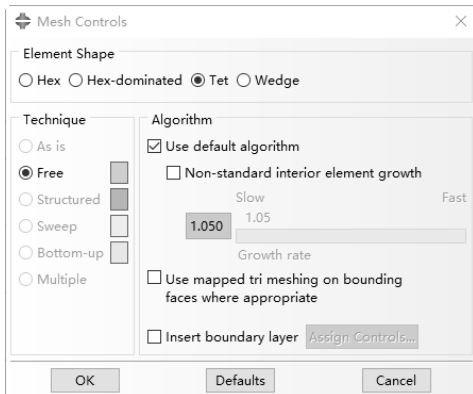 Mesh Controls
Element Shape
Hex Hex-dominated Tet Wedge
Technique
As is
Free
Structured
Sweep
Bottom-up
Multiple
Algorithm
Use default algorithm
Non-standard interior element growth
Slow Fast
1.050 1.05
Growth rate
Use mapped tri meshing on bounding
faces where appropriate
Insert boundary layer Assign Controls...
OK Defaults Cancel